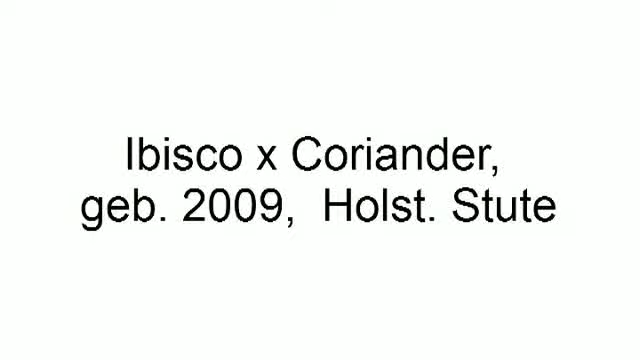 Ibisco x Coriander,
geb. 2009,  Holst. Stute